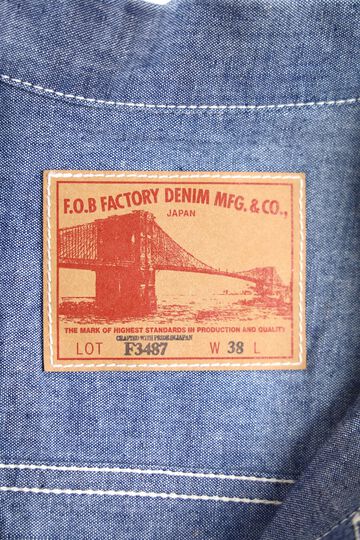 F.O.B FACTORY DENIM MFG. & CO.,
JAPAN
THE MARK OF HIGHEST STANDARDS IN PRODUCTION AND QUALITY
CRAFTED WITH PRIDE IN JAPAN
LOT F3487 W 38 L